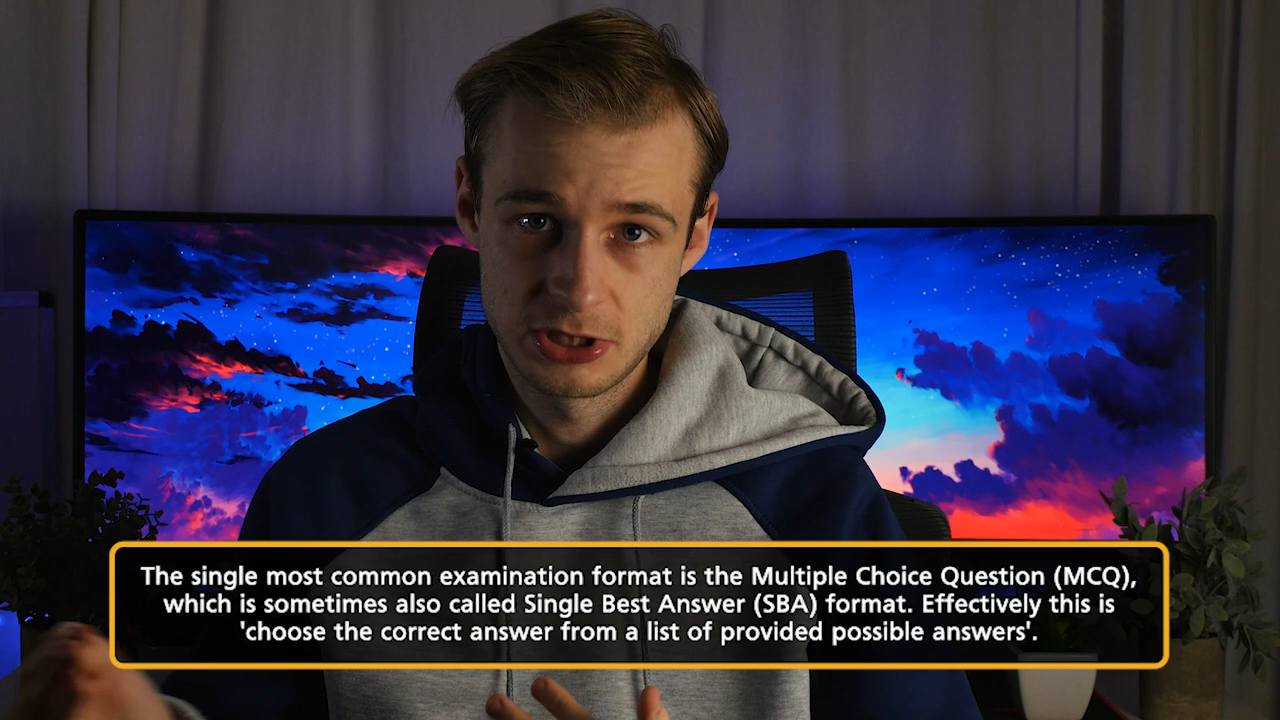 The single most common examination format is the Multiple Choice Question (MCQ),
which is sometimes also called Single Best Answer (SBA) format. Effectively this is
'choose the correct answer from a list of provided possible answers'.